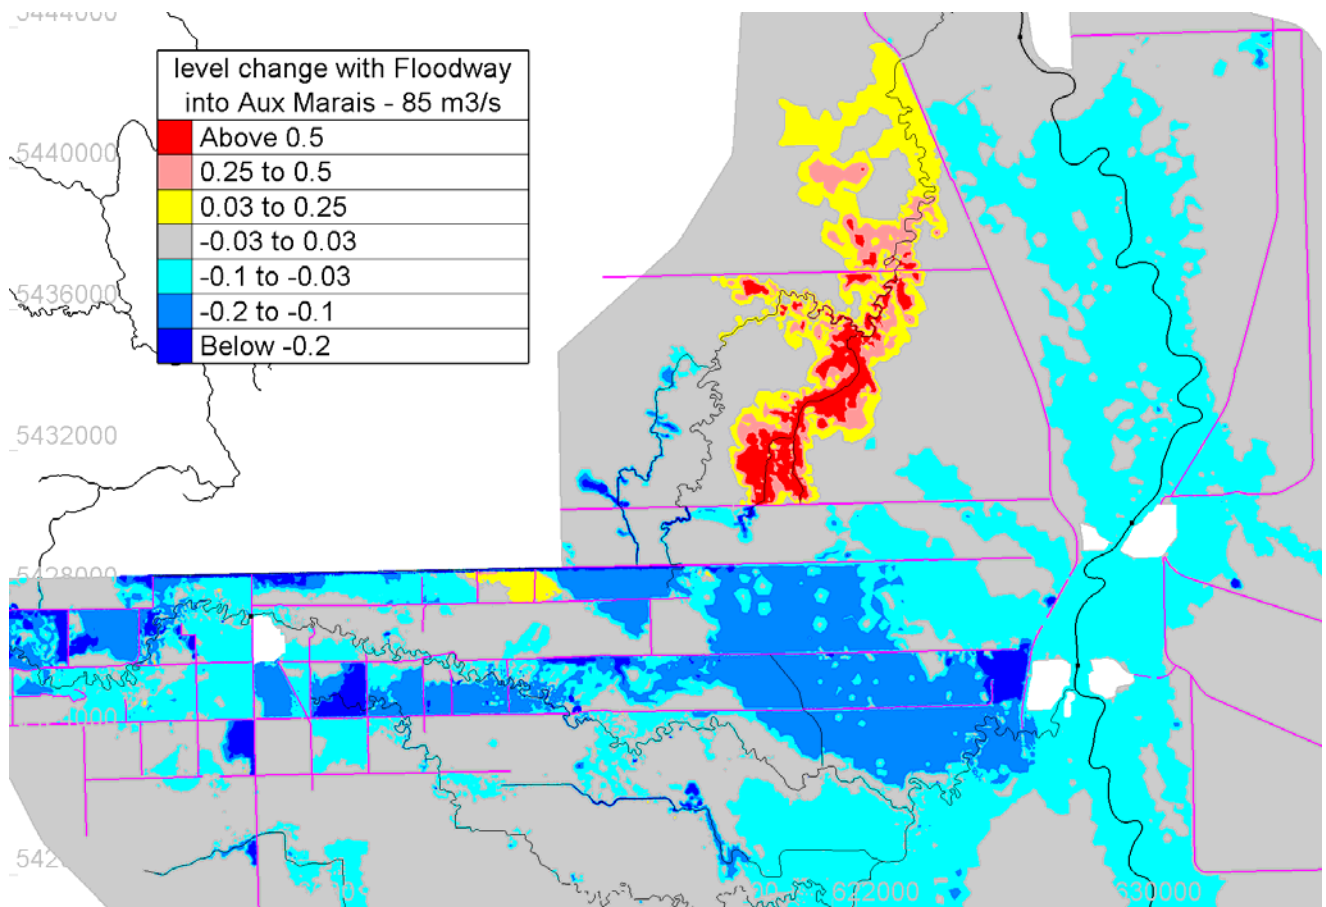 5444000
level change with Floodway
into Aux Marais - 85 m3/s
Above 0.5
0.25 to 0.5
0.03 to 0.25
-0.03 to 0.03
-0.1 to -0.03
-0.2 to -0.1
Below -0.2
5440000
5436000
5432000
5428000
622000
630000